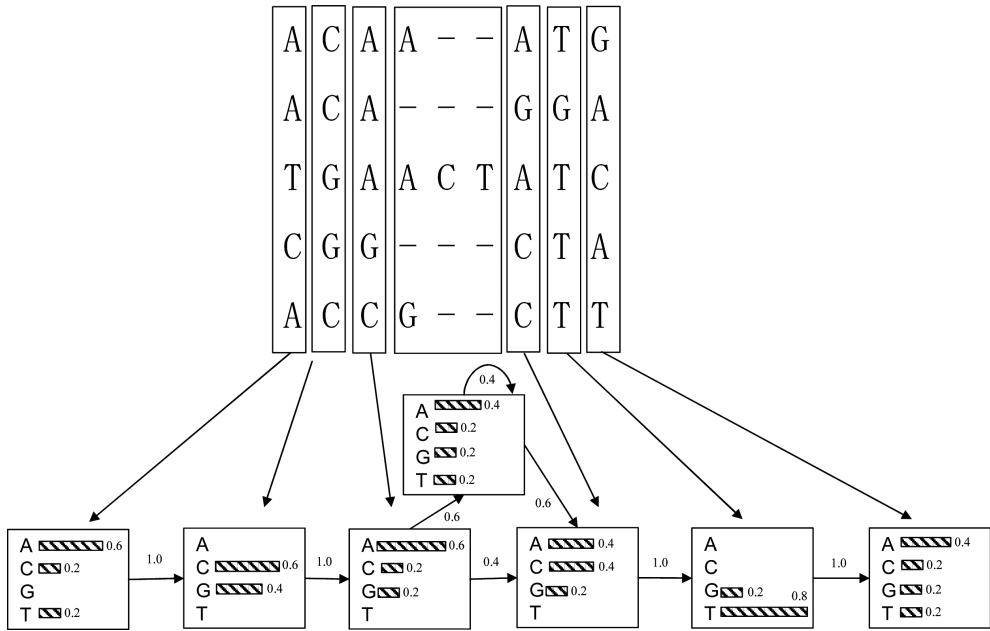 A C A A - - A T G
A C A - - - G G A
T G A A C T A T C
C G G - - - C T A
A C C G - - C T T
0.4
A 0.4
C 0.2
G 0.2
T 0.2
0.6 0.6
A 0.6
C 0.2
G
T 0.2
1.0
A
C 0.6
G 0.4
T
1.0
A 0.6
C 0.2
G 0.2
T
0.4
A 0.4
C 0.4
G 0.2
T
1.0
A
C
G 0.2
T 0.8
1.0
A 0.4
C 0.2
G 0.2
T 0.2